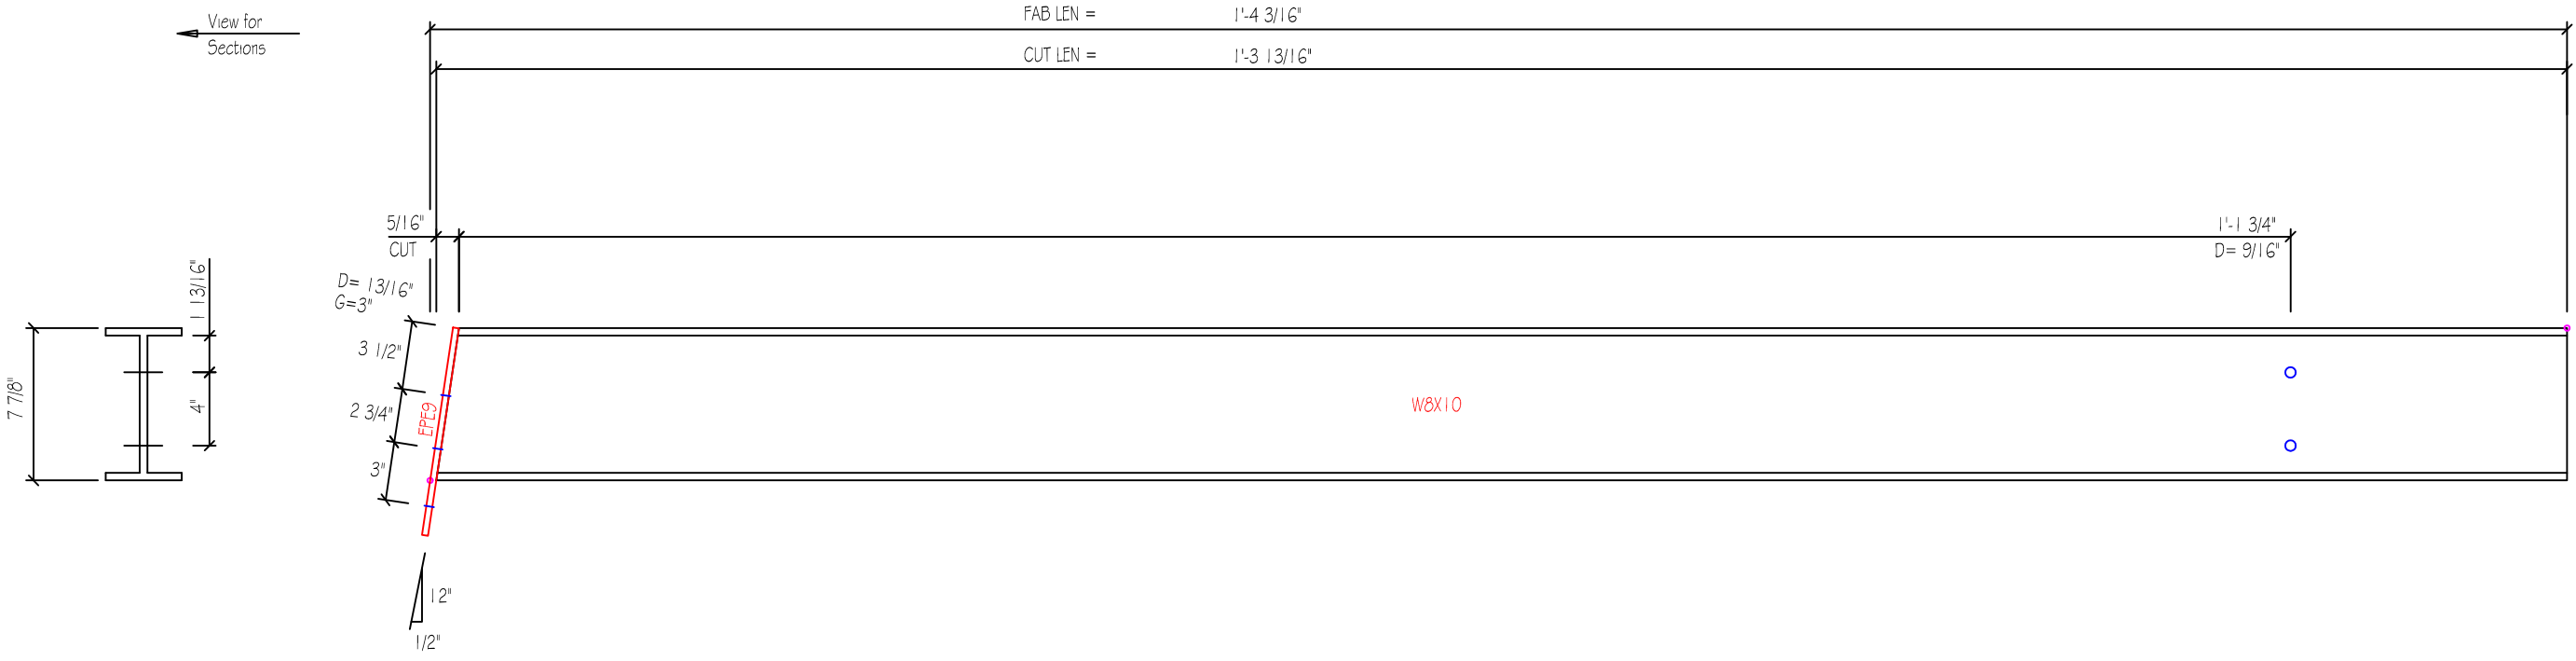 View for
Sections
FAB LEN = 1'-4 3/16"
CUT LEN = 1'-3 13/16"
5/16"
CUT
1'-1 3/4"
D= 9/16"
D= 13/16"
G=3"
1 13/16"
4"
7 7/8"
3 1/2"
2 3/4"
3"
EPE9
W8X10
12"
1/2"